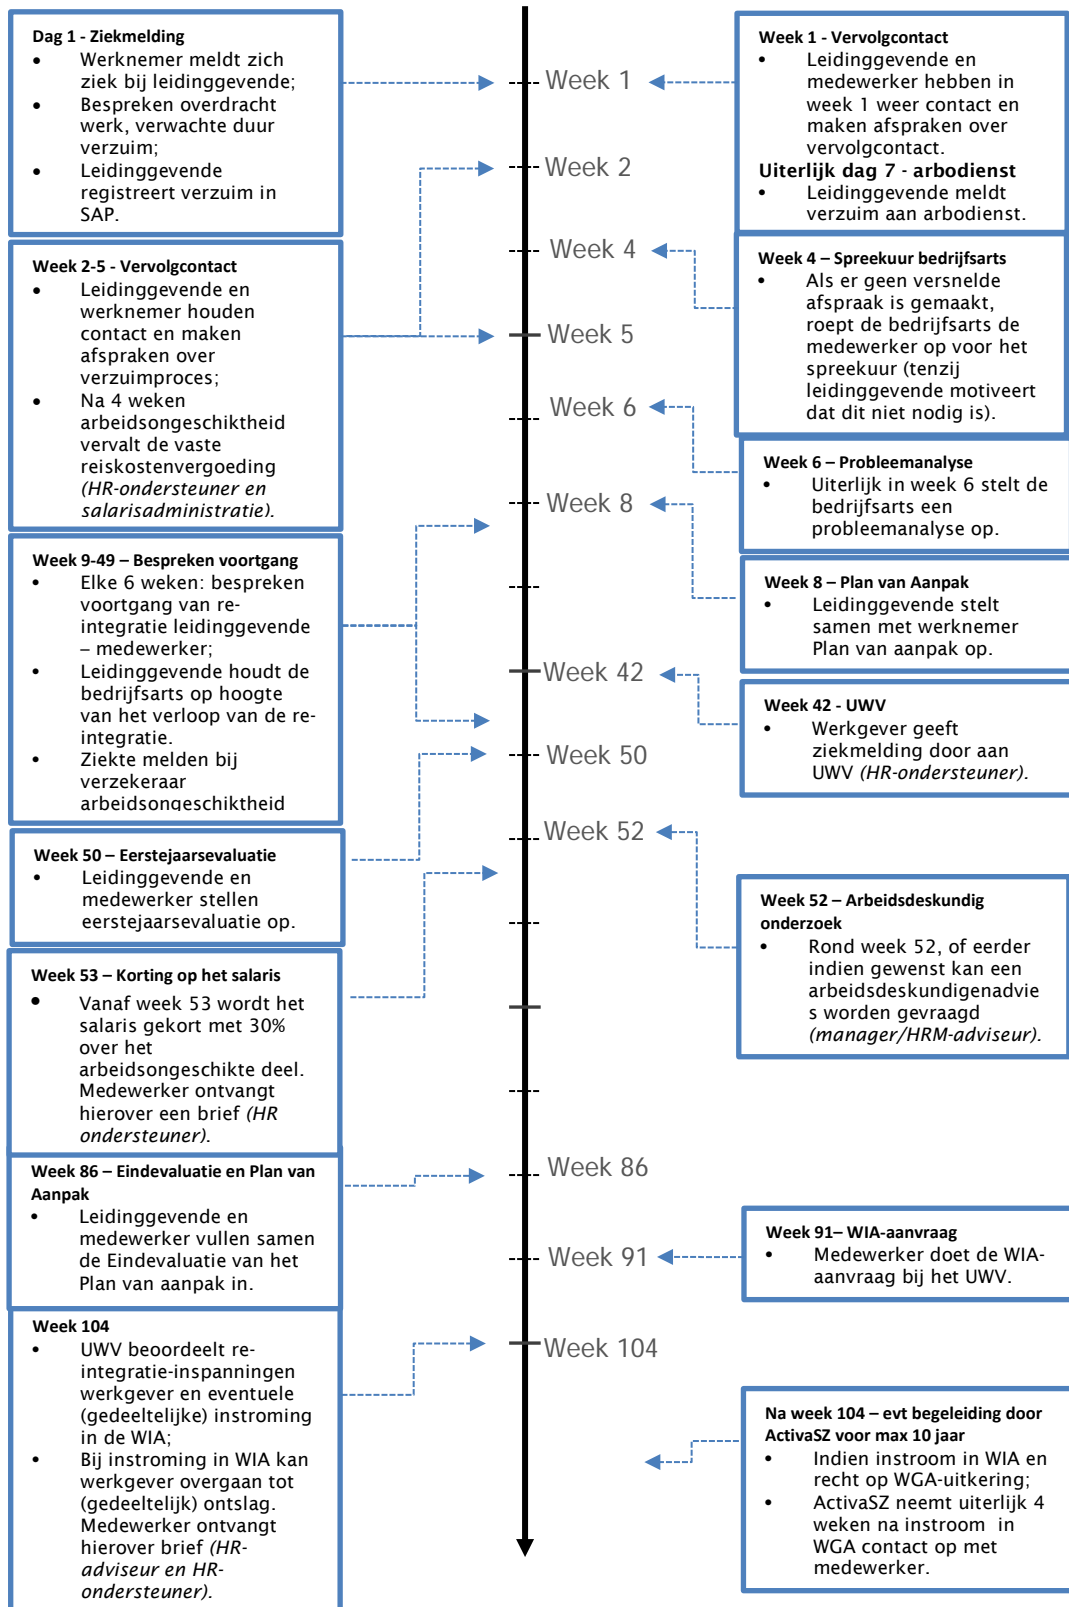 Dag 1 - Ziekmelding
• Werknemer meldt zich
ziek bij leidinggevende;
• Bespreken overdracht
werk, verwachte duur
verzuim;
• Leidinggevende
registreert verzuim in
SAP.
Week 2-5 - Vervolgcontact
• Leidinggevende en
werknemer houden
contact en maken
afspraken over
verzuimproces;
• Na 4 weken
arbeidsongeschiktheid
vervalt de vaste
reiskostenvergoeding
(HR-ondersteuner en
salarisadministratie).
Week 9-49 – Bespreken voortgang
• Elke 6 weken: bespreken
voortgang van re-
integratie leidinggevende
– medewerker;
• Leidinggevende houdt de
bedrijfsarts op hoogte
van het verloop van de re-
integratie.
• Ziekte melden bij
verzekeraar
arbeidsongeschiktheid
Week 50 – Eerstejaarsevaluatie
• Leidinggevende en
medewerker stellen
eerstejaarsevaluatie op.
Week 53 – Korting op het salaris
• Vanaf week 53 wordt het
salaris gekort met 30%
over het
arbeidsongeschikte deel.
Medewerker ontvangt
hierover een brief (HR
ondersteuner).
Week 86 – Eindevaluatie en Plan van
Aanpak
• Leidinggevende en
medewerker vullen samen
de Eindevaluatie van het
Plan van aanpak in.
Week 104
• UWV beoordeelt re-
integratie-inspanningen
werkgever en eventuele
(gedeeltelijke) instroming
in de WIA;
• Bij instroming in WIA kan
werkgever overgaan tot
(gedeeltelijk) ontslag.
Medewerker ontvangt
hierover brief (HR-
adviseur en HR-
ondersteuner).
Week 1
Week 2
Week 4
Week 5
Week 6
Week 8
Week 42
Week 50
Week 52
Week 86
Week 91
Week 104
Week 1 - Vervolgcontact
• Leidinggevende en
medewerker hebben in
week 1 weer contact en
maken afspraken over
vervolgcontact.
Uiterlijk dag 7 - arbodienst
• Leidinggevende meldt
verzuim aan arbodienst.
Week 4 – Spreekuur bedrijfsarts
• Als er geen versnelde
afspraak is gemaakt,
roept de bedrijfsarts de
medewerker op voor het
spreekuur (tenzij
leidinggevende motiveert
dat dit niet nodig is).
Week 6 – Probleemanalyse
• Uiterlijk in week 6 stelt de
bedrijfsarts een
probleemanalyse op.
Week 8 – Plan van Aanpak
• Leidinggevende stelt
samen met werknemer
Plan van aanpak op.
Week 42 - UWV
• Werkgever geeft
ziekmelding door aan
UWV (HR-ondersteuner).
Week 52 – Arbeidsdeskundig
onderzoek
• Rond week 52, of eerder
indien gewenst kan een
arbeidsdeskundigenadvie
s worden gevraagd
(manager/HRM-adviseur).
Week 91– WIA-aanvraag
• Medewerker doet de WIA-
aanvraag bij het UWV.
Na week 104 – evt begeleiding door
ActivaSZ voor max 10 jaar
• Indien instroom in WIA en
recht op WGA-uitkering;
• ActivaSZ neemt uiterlijk 4
weken na instroom in
WGA contact op met
medewerker.